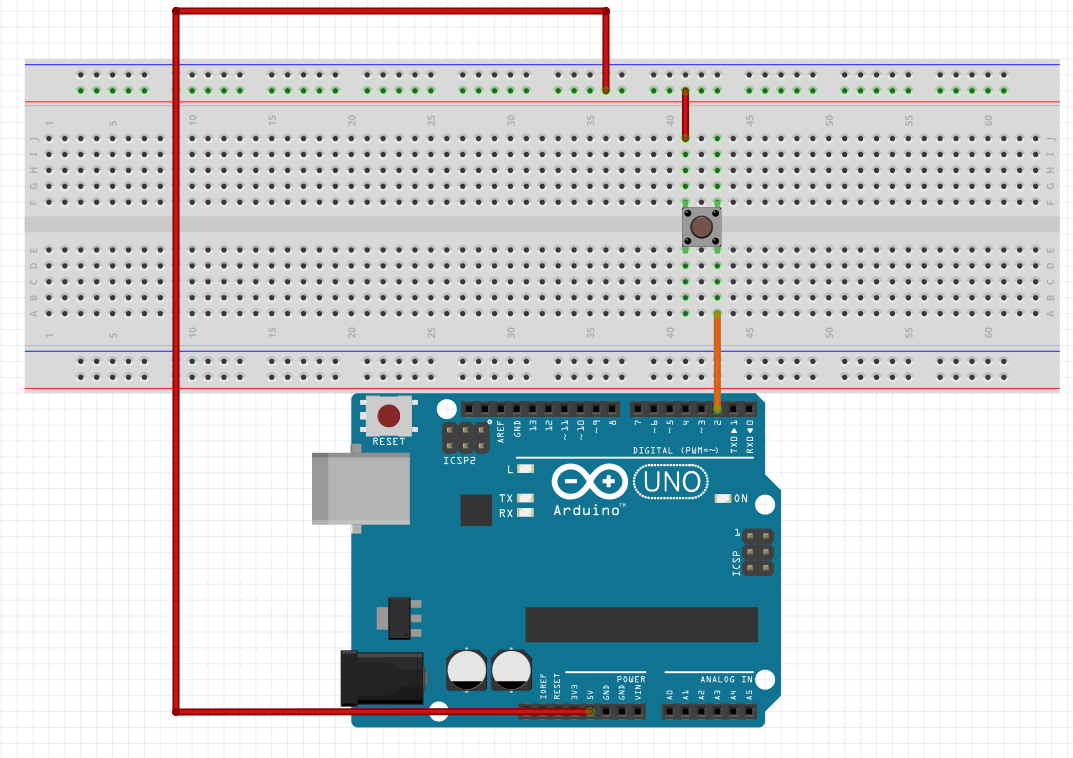 1 5 10 15 20 25 30 35 40 45 50 55 60
J J
I I
H H
G G
F F
E E
D D
C C
B B
A A
1 5 10 15 20 25 30 35 40 45 50 55 60
RESET
ICSP2
AREF
GND
13
12
~11
~10
~9
8
7
~6
~5
4
~3
2
TXD▶1
RXD◀0
DIGITAL (PWM=~)
L
TX
RX
Arduino™
UNO
ON
1
ICSP
POWER
ANALOG IN
IOREF
RESET
3V3
5V
GND
GND
VIN
A0
A1
A2
A3
A4
A5